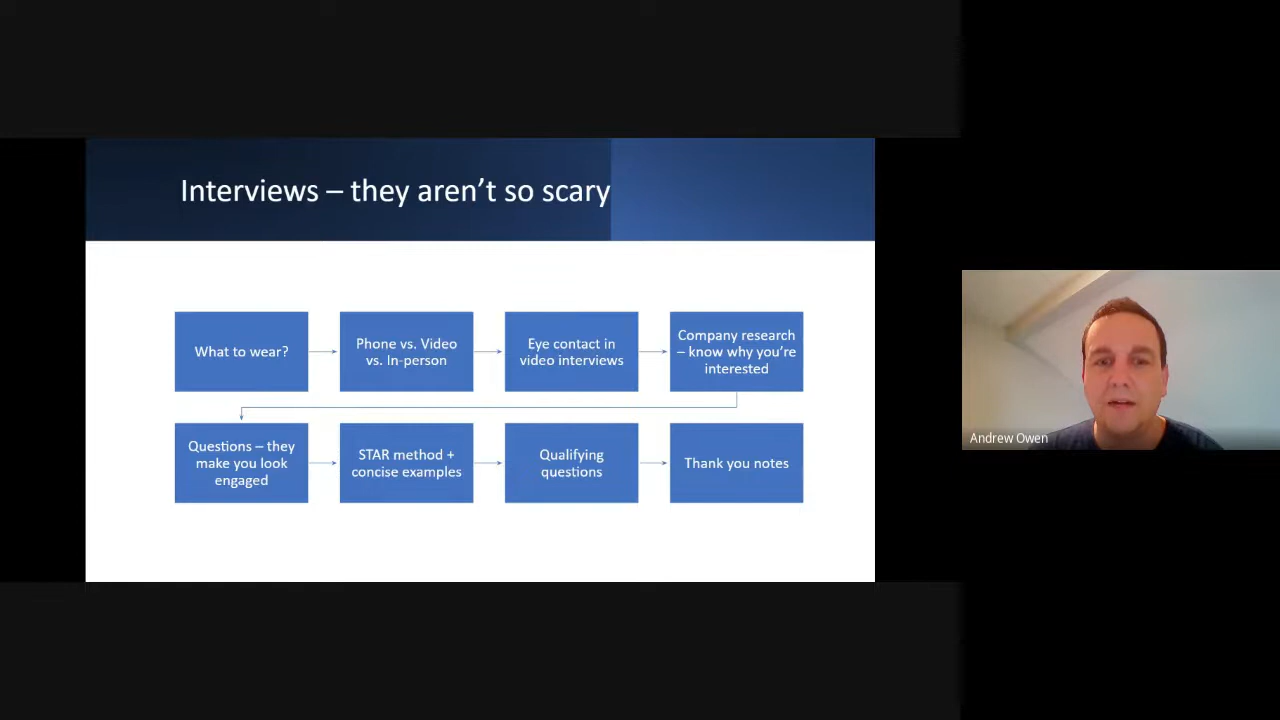 Interviews – they aren’t so scary
What to wear?
Phone vs. Video
vs. In-person
Eye contact in
video interviews
Company research
– know why you’re
interested
Questions – they
make you look
engaged
STAR method +
concise examples
Qualifying
questions
Thank you notes
Andrew Owen